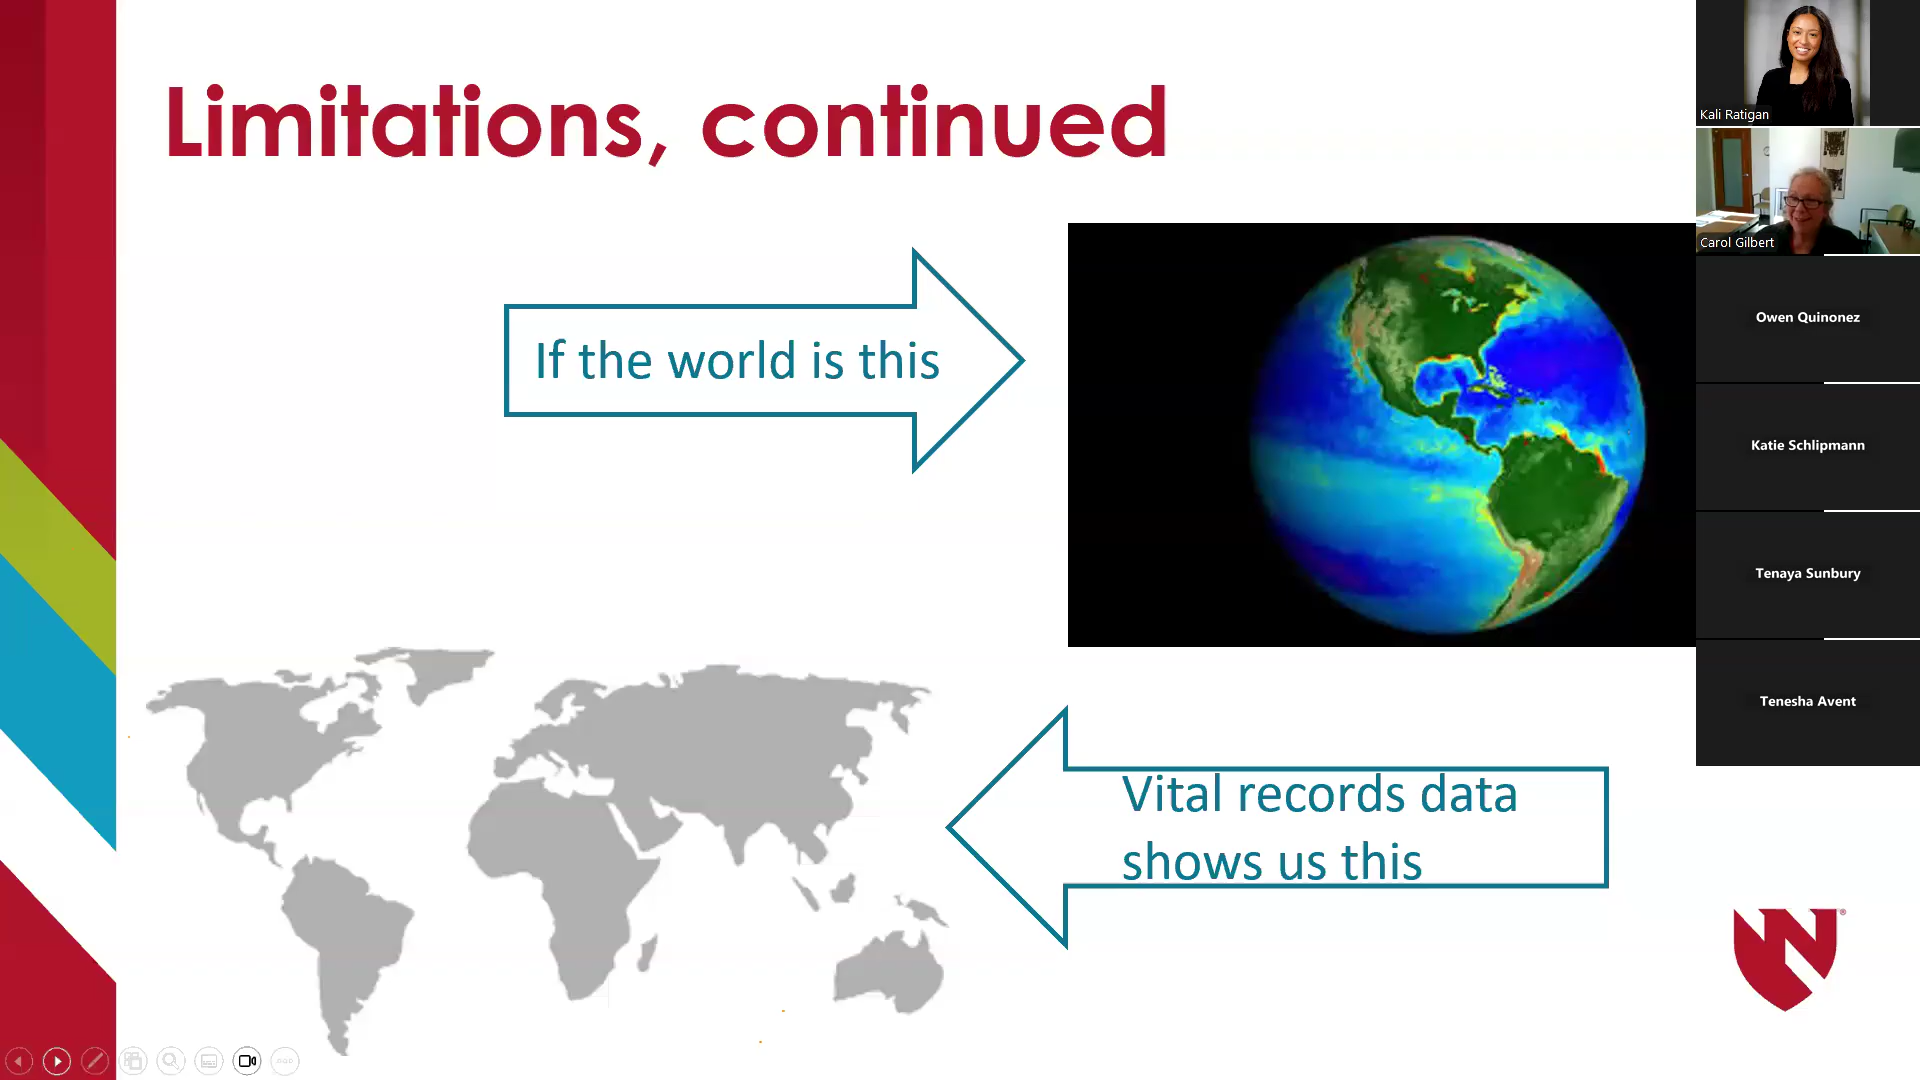 Limitations, continued
If the world is this
Vital records data
shows us this
Kali Ratigan
Carol Gilbert
Owen Quinonez
Katie Schlipmann
Tenaya Sunbury
Tenesha Avent